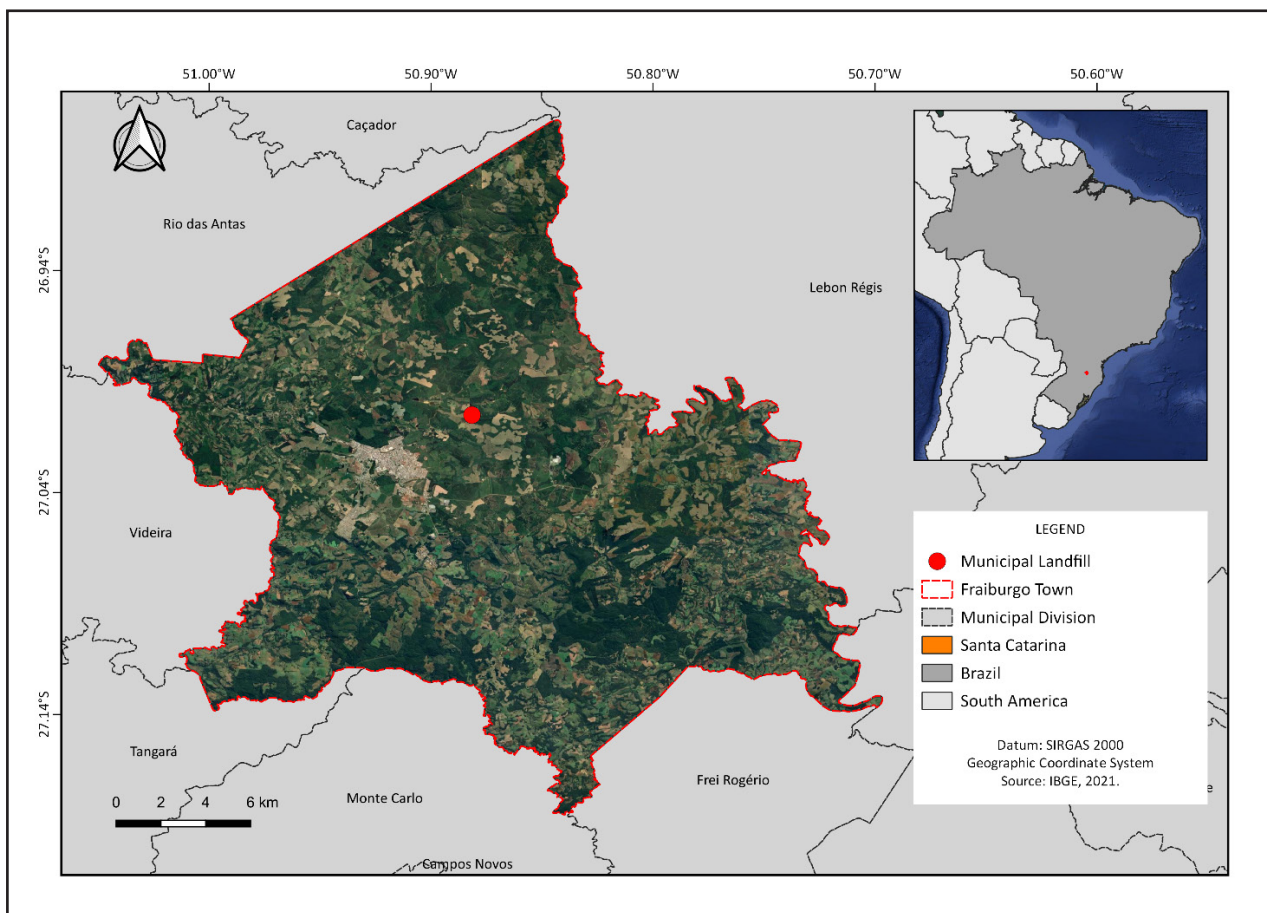 51.00°W 50.90°W 50.80°W 50.70°W 50.60°W
Caçador
Rio das Antas
26.94°S
Lebon Régis
27.04°S
Videira
LEGEND
Municipal Landfill
Fraiburgo Town
Municipal Division
Santa Catarina
Brazil
South America
Datum: SIRGAS 2000
Geographic Coordinate System
Source: IBGE, 2021.
27.14°S
Tangará
Frei Rogério
Monte Carlo
0 2 4 6 km
Campos Novos
e